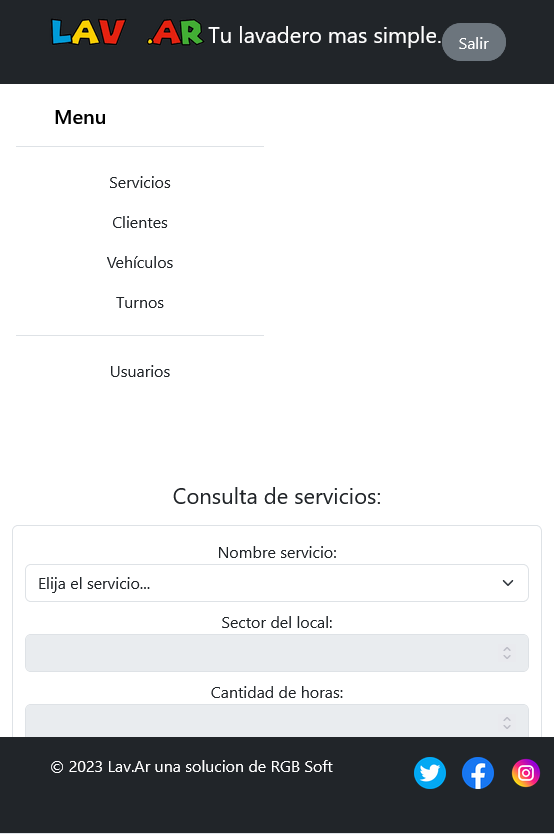 LAV .AR Tu lavadero mas simple. Salir
Menu
Servicios
Clientes
Vehículos
Turnos
Usuarios
Consulta de servicios:
Nombre servicio:
Elija el servicio...
Sector del local:
Cantidad de horas:
© 2023 Lav.Ar una solucion de RGB Soft